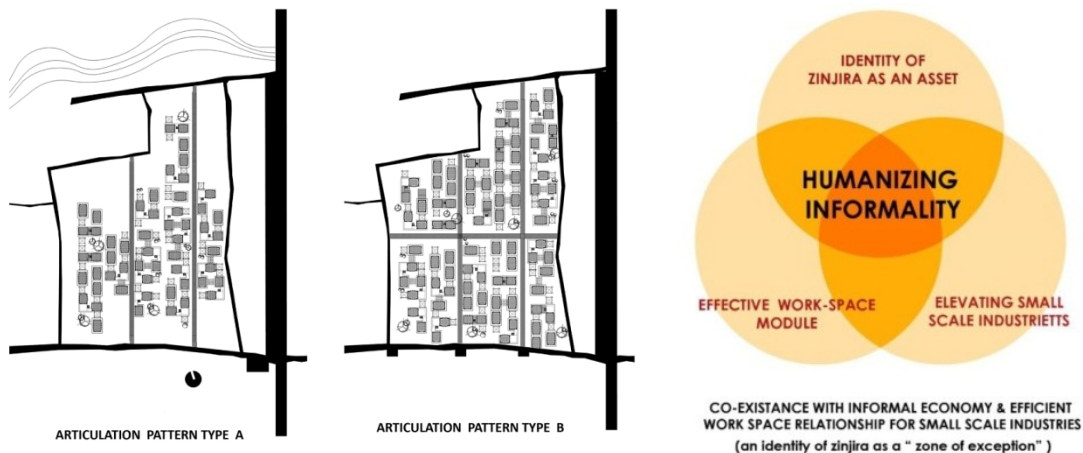 ARTICULATION PATTERN TYPE A
ARTICULATION PATTERN TYPE B
IDENTITY OF
ZINJIRA AS AN ASSET
HUMANIZING
INFORMALITY
EFFECTIVE WORK-SPACE
MODULE
ELEVATING SMALL
SCALE INDUSTRIETTS
CO-EXISTANCE WITH INFORMAL ECONOMY & EFFICIENT
WORK SPACE RELATIONSHIP FOR SMALL SCALE INDUSTRIES
(an identity of zinjira as a “ zone of exception” )